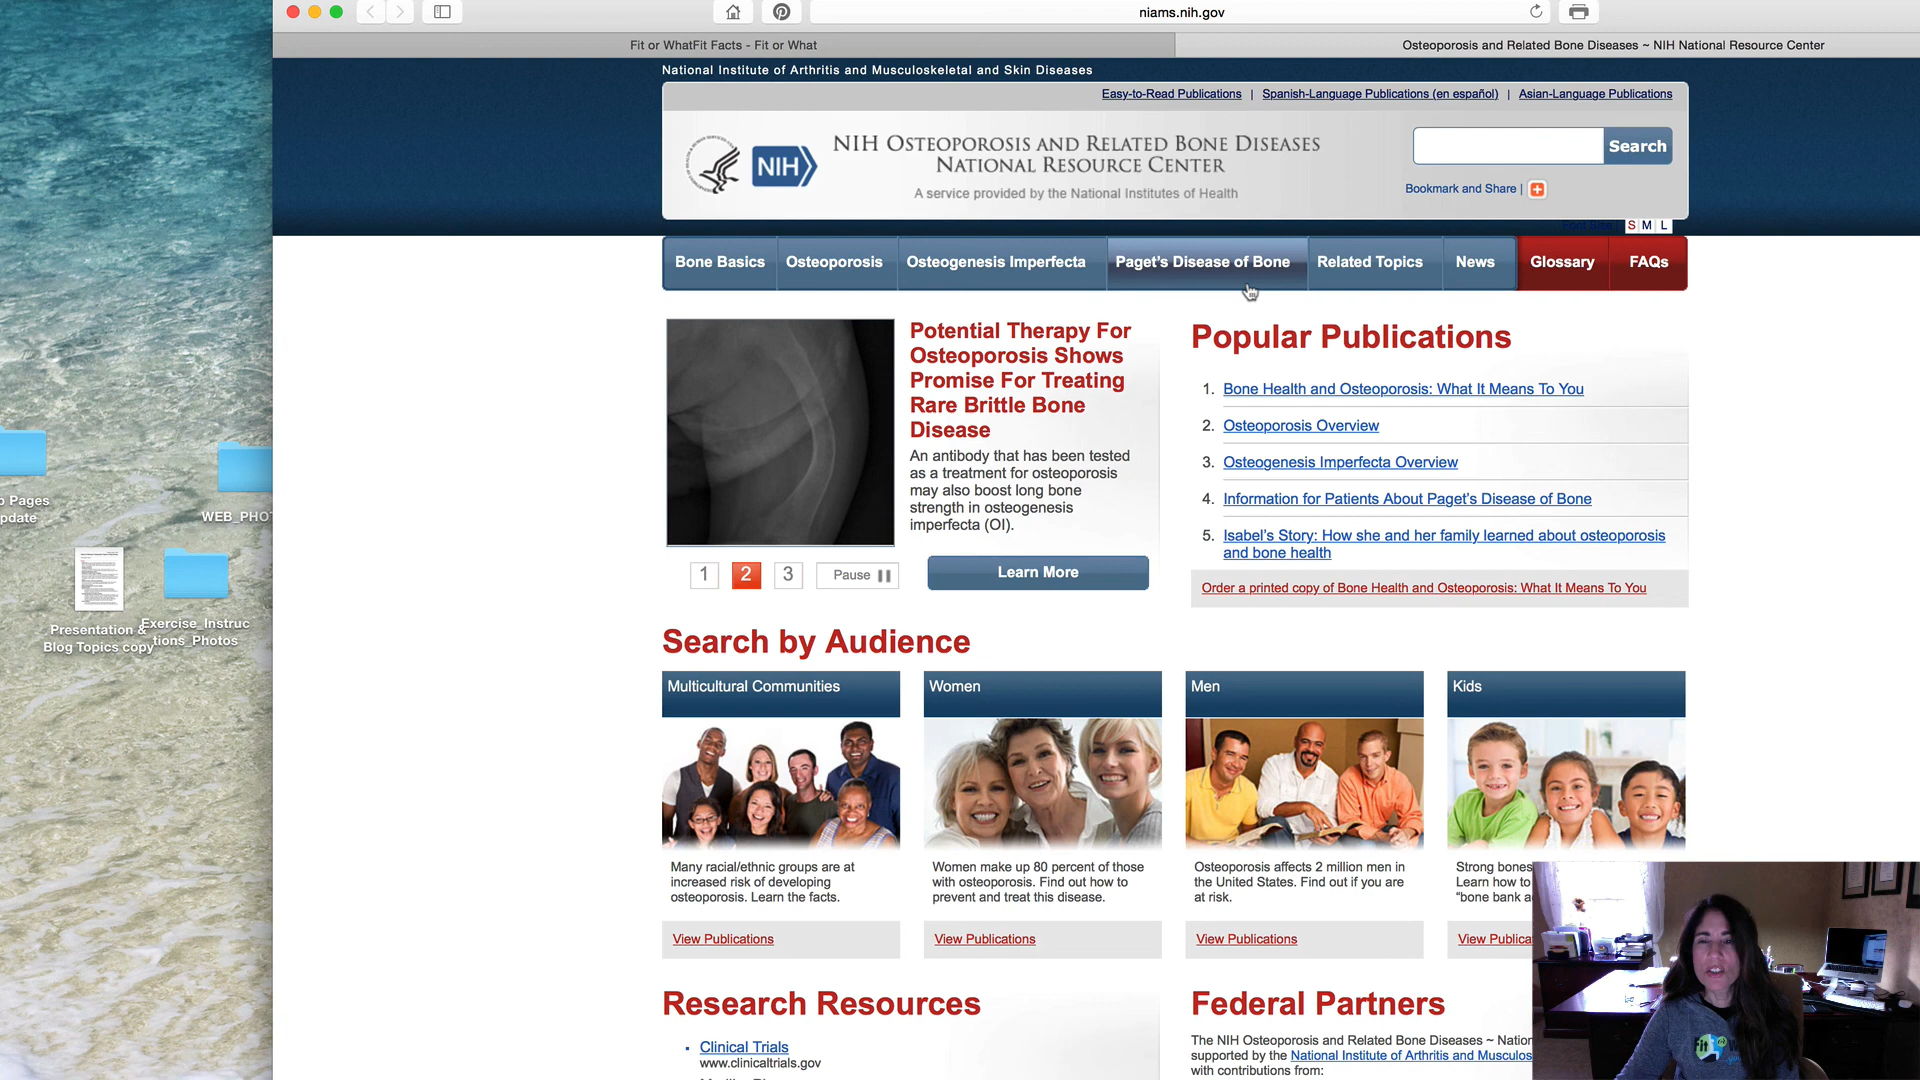 niams.nih.gov
Fit or WhatFit Facts - Fit or What
Osteoporosis and Related Bone Diseases ~ NIH National Resource Center
National Institute of Arthritis and Musculoskeletal and Skin Diseases
Easy-to-Read Publications | Spanish-Language Publications (en español) | Asian-Language Publications
NIH
NIH Osteoporosis and Related Bone Diseases
National Resource Center
A service provided by the National Institutes of Health
Search
Bookmark and Share |
S M L
Bone Basics
Osteoporosis
Osteogenesis Imperfecta
Paget's Disease of Bone
Related Topics
News
Glossary
FAQs
Potential Therapy For
Osteoporosis Shows
Promise For Treating
Rare Brittle Bone
Disease
An antibody that has been tested
as a treatment for osteoporosis
may also boost long bone
strength in osteogenesis
imperfecta (OI).
1 2 3 Pause
Learn More
Popular Publications
1. Bone Health and Osteoporosis: What It Means To You
2. Osteoporosis Overview
3. Osteogenesis Imperfecta Overview
4. Information for Patients About Paget's Disease of Bone
5. Isabel's Story: How she and her family learned about osteoporosis
and bone health
Order a printed copy of Bone Health and Osteoporosis: What It Means To You
Pages
pdate
WEB_PHO
Presentation &
Blog Topics copy
Exercise_Instruc
tions_Photos
Search by Audience
Multicultural Communities
Many racial/ethnic groups are at
increased risk of developing
osteoporosis. Learn the facts.
View Publications
Women
Women make up 80 percent of those
with osteoporosis. Find out how to
prevent and treat this disease.
View Publications
Men
Osteoporosis affects 2 million men in
the United States. Find out if you are
at risk.
View Publications
Kids
Strong bones
Learn how to
"bone bank a
View Publica
Research Resources
Clinical Trials
www.clinicaltrials.gov
Federal Partners
The NIH Osteoporosis and Related Bone Diseases ~ Natio
supported by the National Institute of Arthritis and Musculos
with contributions from: